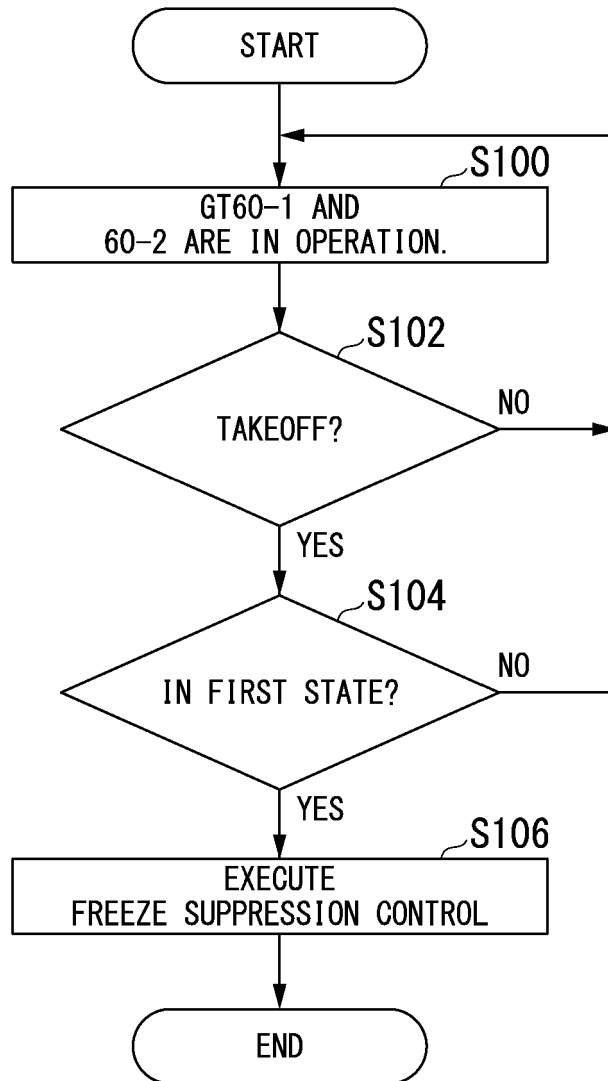 START
S100
GT60-1 AND
60-2 ARE IN OPERATION.
S102
TAKEOFF?
NO
YES
S104
IN FIRST STATE?
NO
YES
S106
EXECUTE
FREEZE SUPPRESSION CONTROL
END